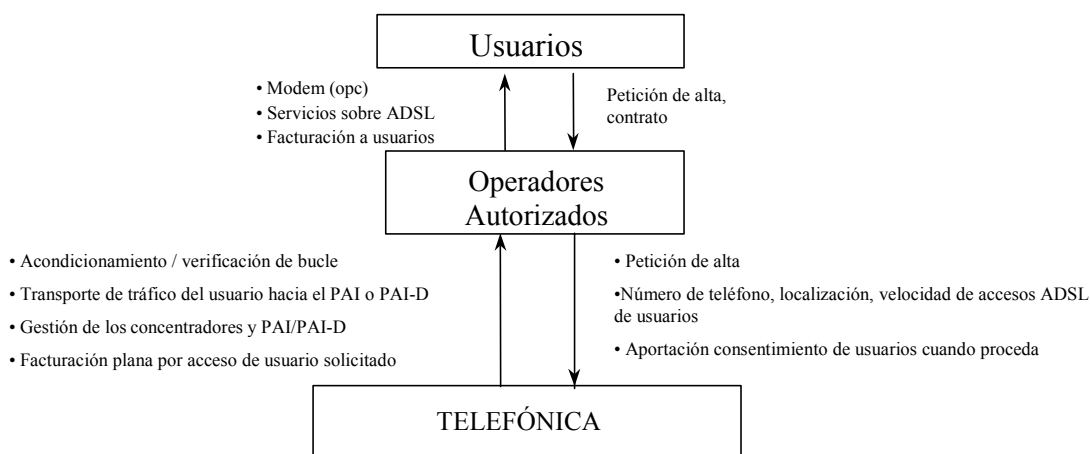 Usuarios
• Modem (opc)
• Servicios sobre ADSL
• Facturación a usuarios
Petición de alta,
contrato
Operadores
Autorizados
• Acondicionamiento / verificación de bucle
• Transporte de tráfico del usuario hacia el PAI o PAI-D
• Gestión de los concentradores y PAI/PAI-D
• Facturación plana por acceso de usuario solicitado
• Petición de alta
•Número de teléfono, localización, velocidad de accesos ADSL
de usuarios
• Aportación consentimiento de usuarios cuando proceda
TELEFÓNICA